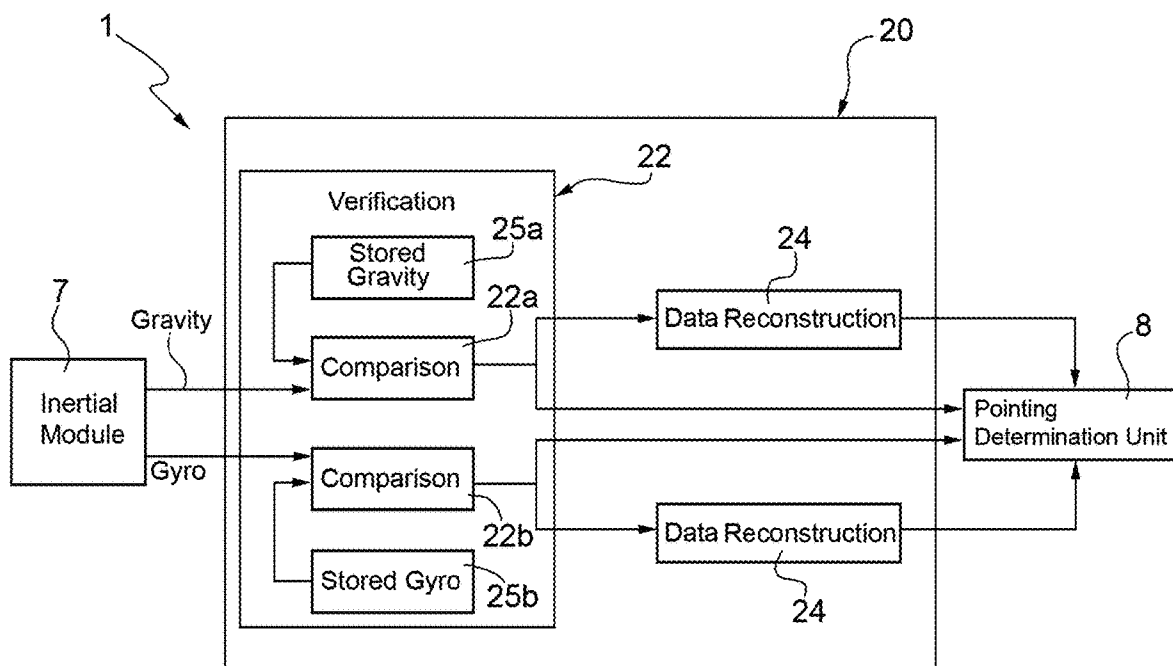 1
20
22
Verification
25a
Stored
Gravity
24
7
22a
Gravity
Data Reconstruction
8
Comparison
Inertial
Module
Pointing
Determination Unit
Gyro
Comparison
22b
Data Reconstruction
Stored Gyro
25b
24